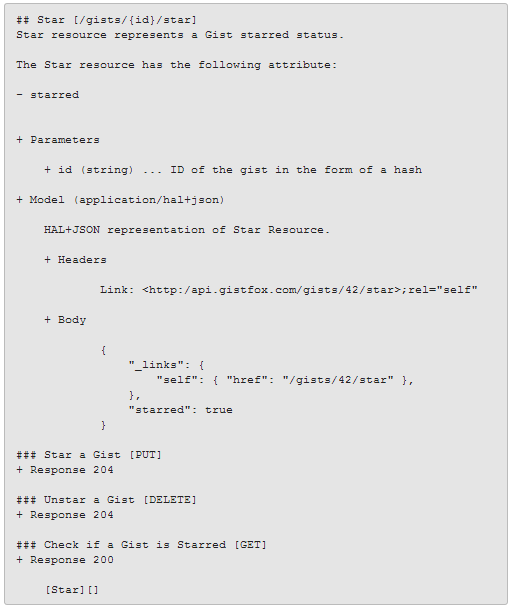 ## Star [/gists/{id}/star]
Star resource represents a Gist starred status.
The Star resource has the following attribute:
- starred
+ Parameters
+ id (string) ... ID of the gist in the form of a hash
+ Model (application/hal+json)
HAL+JSON representation of Star Resource.
+ Headers
Link: <http:/api.gistfox.com/gists/42/star>;rel="self"
+ Body
{
"_links": {
"self": { "href": "/gists/42/star" },
},
"starred": true
}
### Star a Gist [PUT]
+ Response 204
### Unstar a Gist [DELETE]
+ Response 204
### Check if a Gist is Starred [GET]
+ Response 200
[Star][]